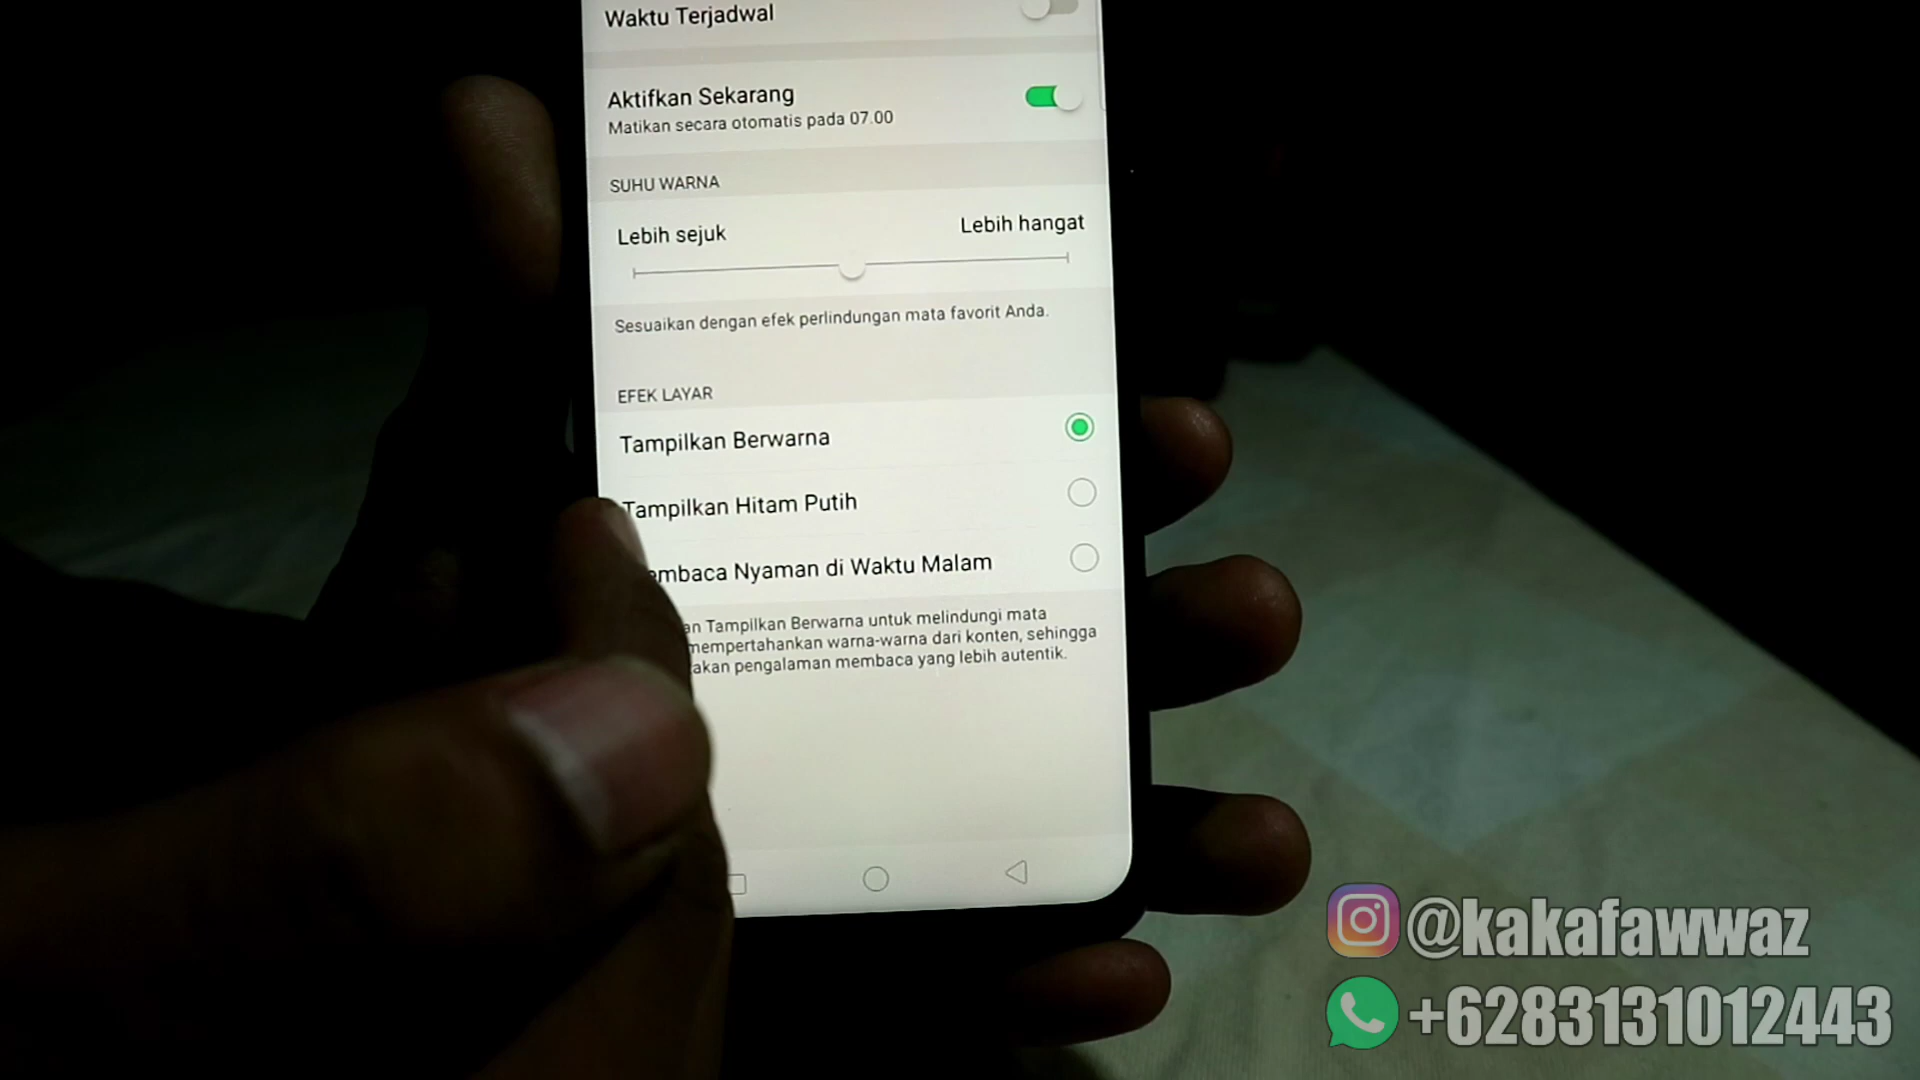 Waktu Terjadwal
Aktifkan Sekarang
Matikan secara otomatis pada 07.00
SUHU WARNA
Lebih sejuk
Lebih hangat
Sesuaikan dengan efek perlindungan mata favorit Anda.
EFEK LAYAR
Tampilkan Berwarna
Tampilkan Hitam Putih
embaca Nyaman di Waktu Malam
an Tampilkan Berwarna untuk melindungi mata
mempertahankan warna-warna dari konten, sehingga
akan pengalaman membaca yang lebih autentik.
@kakafawwaz
+6283131012443